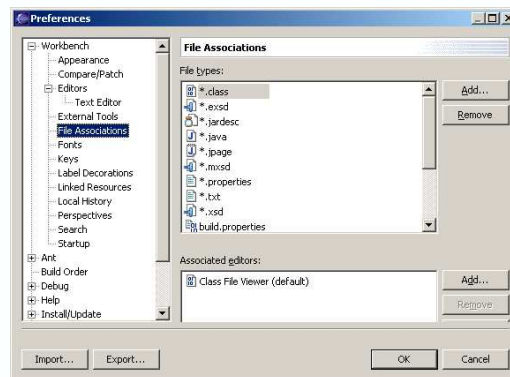 Preferences
Workbench
Appearance
Compare/Patch
Editors
Text Editor
External Tools
File Associations
Fonts
Keys
Label Decorations
Linked Resources
Local History
Perspectives
Search
Startup
Ant
Build Order
Debug
Help
Install/Update
File Associations
File types:
*.class
*.exsd
*.jardesc
*.java
*.jpage
*.mxsd
*.properties
*.txt
*.xsd
build.properties
Add...
Remove
Associated editors:
Class File Viewer (default)
Add...
Remove
Import...
Export...
OK
Cancel